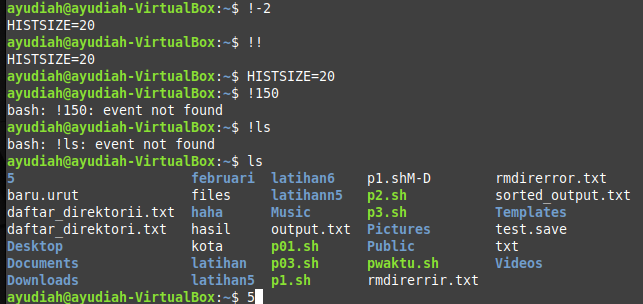 ayudiah@ayudiah-VirtualBox:~$ !-2
HISTSIZE=20
ayudiah@ayudiah-VirtualBox:~$ !!
HISTSIZE=20
ayudiah@ayudiah-VirtualBox:~$ HISTSIZE=20
ayudiah@ayudiah-VirtualBox:~$ !150
bash: !150: event not found
ayudiah@ayudiah-VirtualBox:~$ !ls
bash: !ls: event not found
ayudiah@ayudiah-VirtualBox:~$ ls
5 februari latihan6 p1.shM-D rmdirerror.txt
baru.urut files latihann5 p2.sh sorted_output.txt
daftar_direktorii.txt haha Music p3.sh Templates
daftar_direktori.txt hasil output.txt Pictures test.save
Desktop kota p01.sh Public txt
Documents latihan p03.sh pwaktu.sh Videos
Downloads latihan5 p1.sh rmdirerrir.txt
ayudiah@ayudiah-VirtualBox:~$ 5